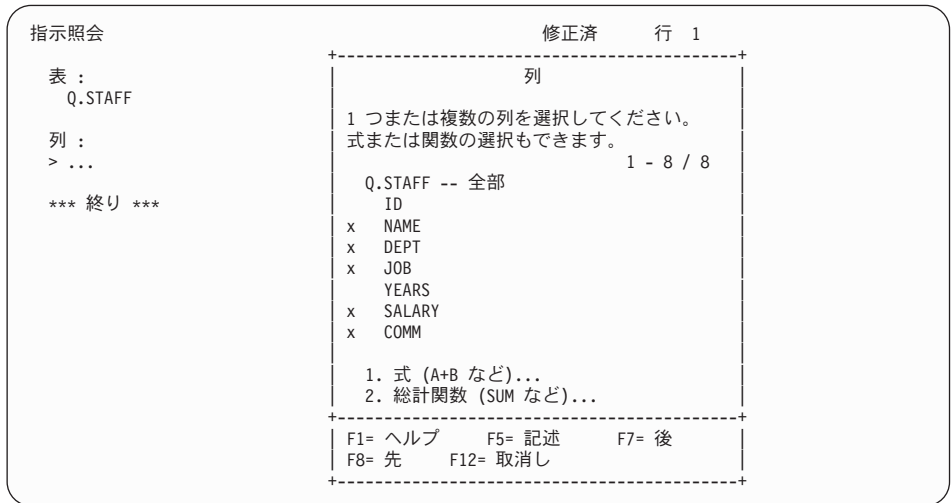 指示照会 修正済 行 1
表 :
Q.STAFF
列 :
> ...
*** 終り ***
列
1 つまたは複数の列を選択してください。
式または関数の選択もできます。
1 - 8 / 8
Q.STAFF -- 全部
ID
x NAME
x DEPT
x JOB
YEARS
x SALARY
x COMM
1. 式 (A+B など)...
2. 総計関数 (SUM など)...
F1= ヘルプ F5= 記述 F7= 後
F8= 先 F12= 取消し